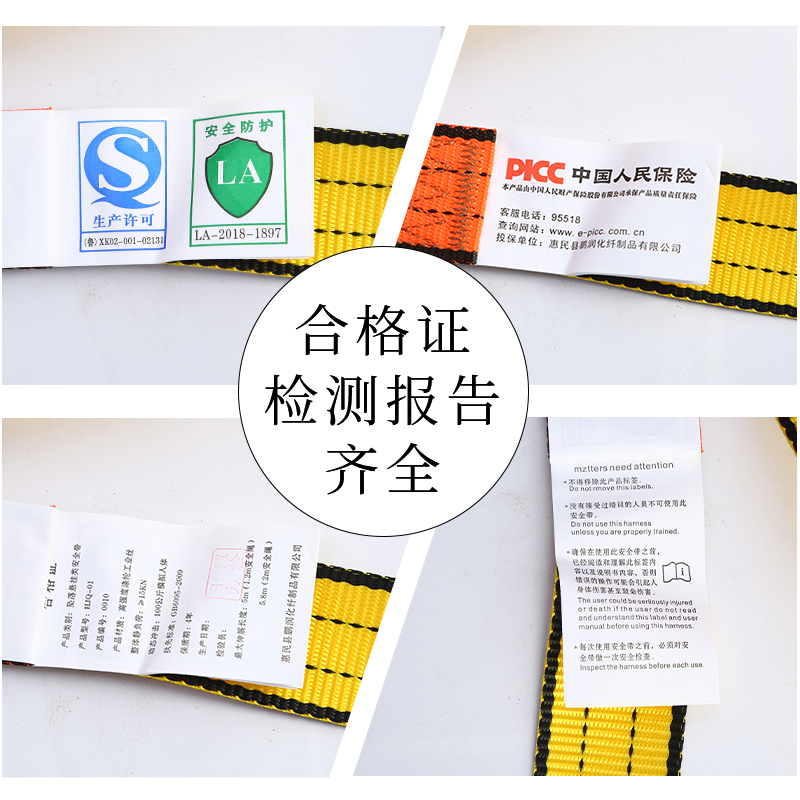 S
生产许可
(鲁) XK02-001-02131
安全防护
LA
LA-2018-1897
PICC 中国人民保险
本产品由中国人民财产保险股份有限公司承保产品质量责任保险
客服电话: 95518
查询网站: www. e-picc. com. cn
投保单位: 惠民县鹏润化纤制品有限公司
合格证
检测报告
齐全
合格证
产品类别: 坠落悬挂类安全带
产品型号: HJQ-01
产品编号: 0010
产品材质: 高强度涤纶工业丝
整体静负荷: ≥15KN
动态冲击: 100公斤模拟人体
执先标准: GB6095-2009
保质期: 4年
生产日期:
检验员:
最大伸展长度: 5m (1.2m安全绳)
5.8m (2m安全绳)
惠民县鹏润化纤制品有限公司
mztters need attention
*不得移除此产品标签.
Do not rmove this labels.
*没有接受过培训的人员不可使用此
安全带.
Do not use this harness
unless you are properly trained.
*确保在使用此安全带之前,
已经阅读和理解此标签内
容以及说明书内容, 否则
错误的操作可能会引起人
身体伤害甚至致命伤害.
The user could be seriiously injured
or death if the user do not read
and understand this label and user
manual before using this harness.
*每次使用安全带之前, 必须对安
全带做一次安全检查.
Inspect the harness before each use.